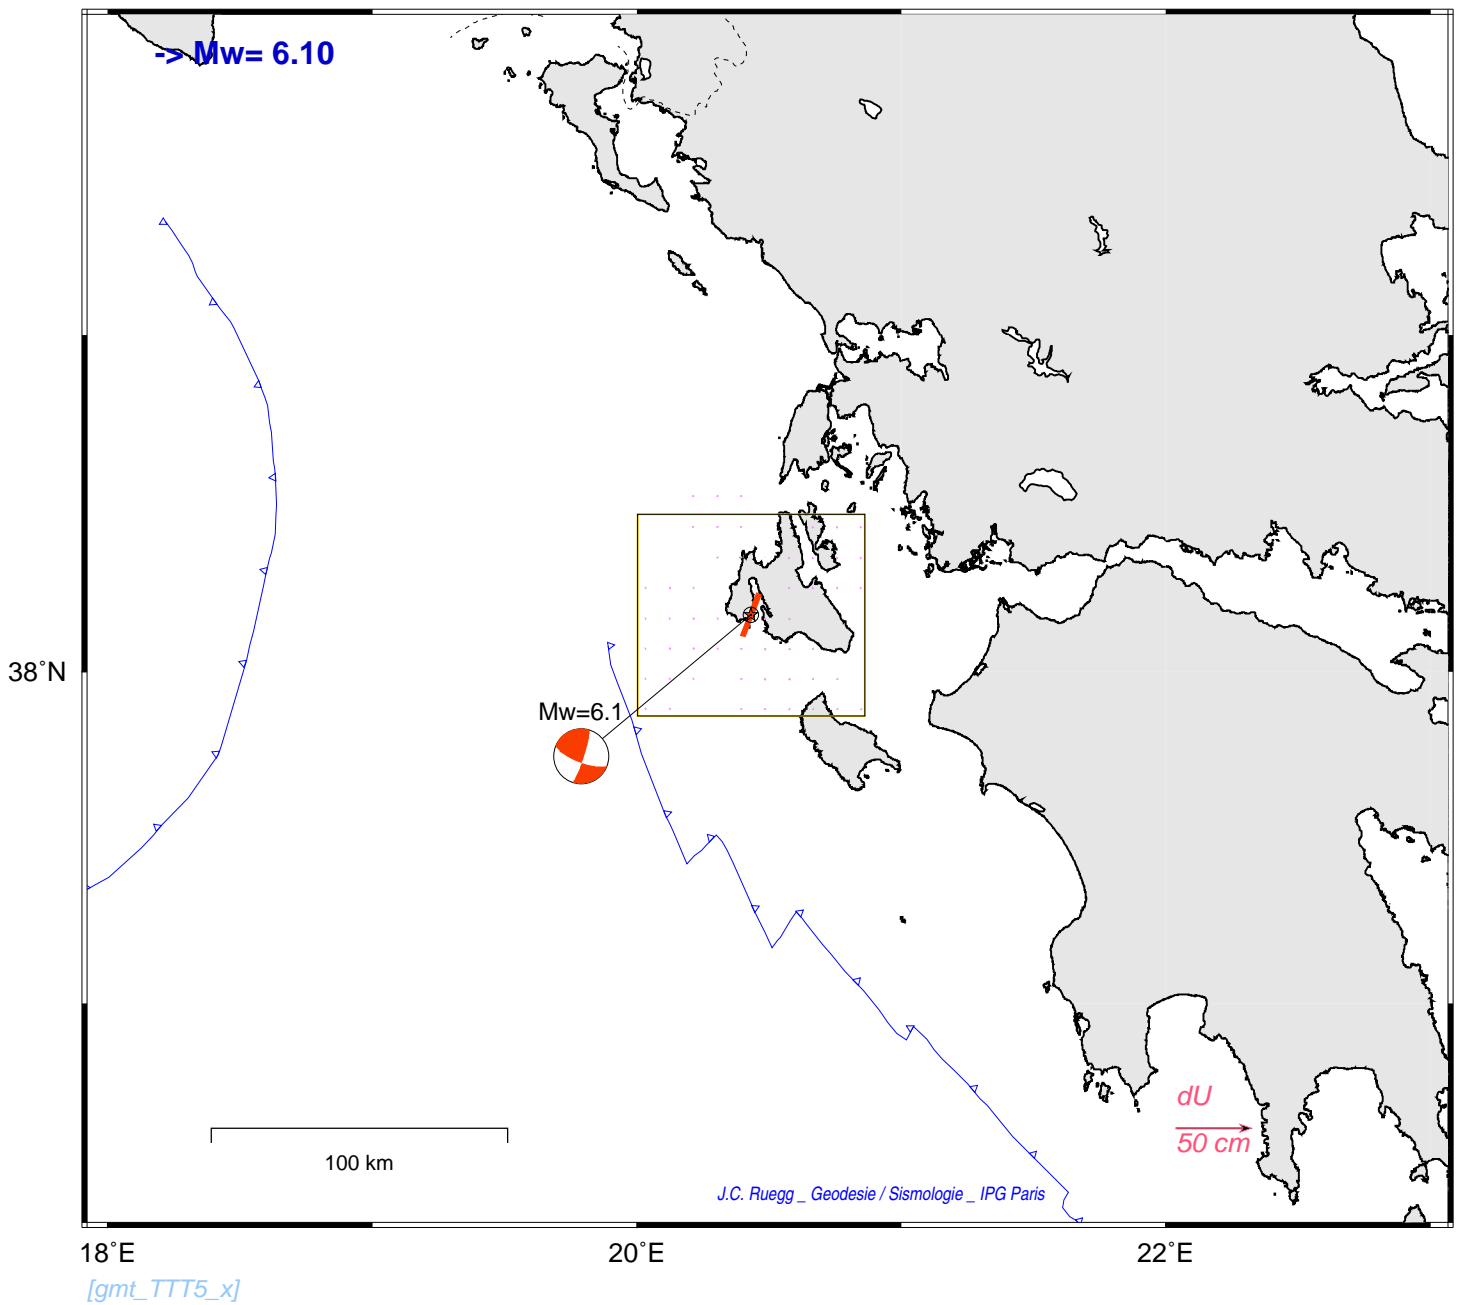 -> Mw= 6.10
38°N
Mw=6.1
dU
50 cm
100 km
J.C. Ruegg _ Geodesie / Sismologie _ IPG Paris
18°E
20°E
22°E
[gmt_TTT5_x]